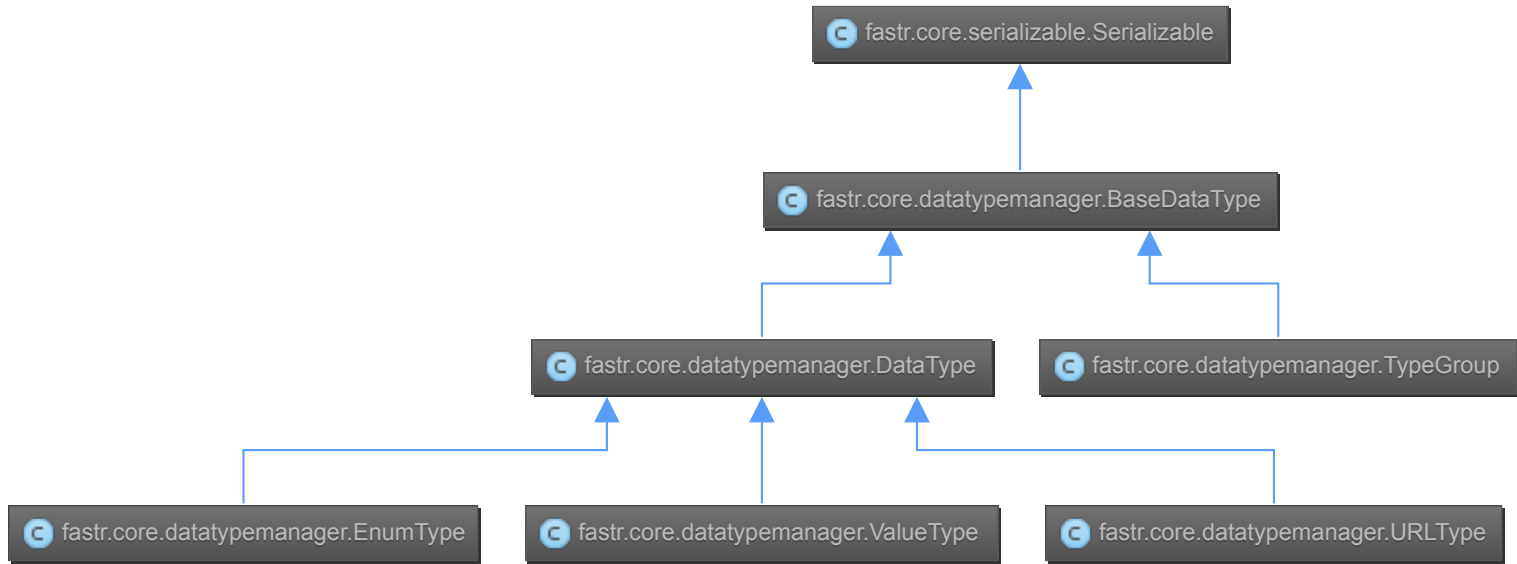 C fastr.core.serializable.Serializable
C fastr.core.datatypemanager.BaseDataType
C fastr.core.datatypemanager.DataType
C fastr.core.datatypemanager.TypeGroup
C fastr.core.datatypemanager.EnumType
C fastr.core.datatypemanager.ValueType
C fastr.core.datatypemanager.URLType